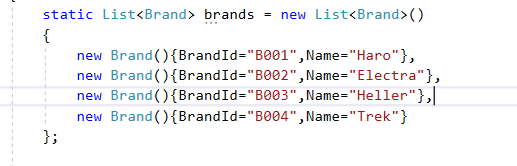 static List<Brand> brands = new List<Brand>()
{
new Brand(){BrandId="B001",Name="Haro"},
new Brand(){BrandId="B002",Name="Electra"},
new Brand(){BrandId="B003",Name="Heller"},
new Brand(){BrandId="B004",Name="Trek"}
};